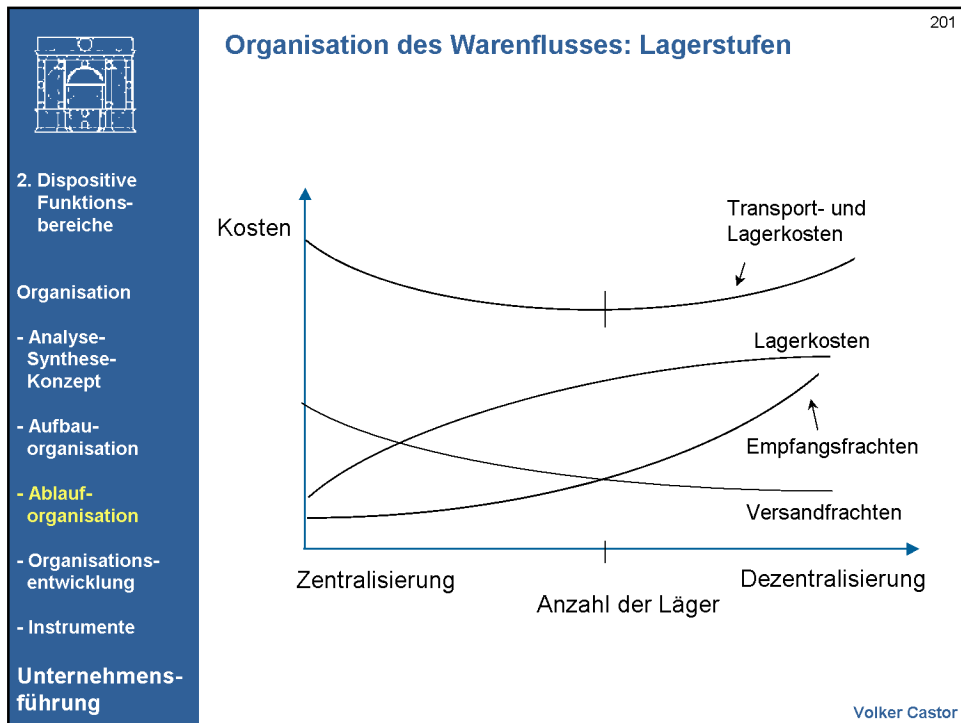 201
Organisation des Warenflusses: Lagerstufen
2. Dispositive
Funktions-
bereiche
Organisation
- Analyse-
Synthese-
Konzept
- Aufbau-
organisation
- Ablauf-
organisation
- Organisations-
entwicklung
- Instrumente
Unternehmens-
führung
Kosten
Transport- und
Lagerkosten
Lagerkosten
Empfangsfrachten
Versandfrachten
Zentralisierung
Dezentralisierung
Anzahl der Läger
Volker Castor